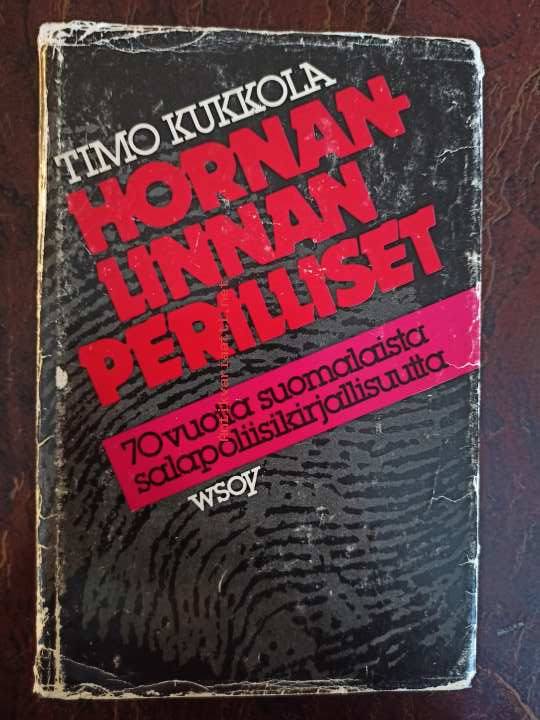 TIMO KUKKOLA
HORNAN-
LINNAN
PERILLISET
70 vuotta suomalaista
salapoliisikirjallisuutta
wsoy